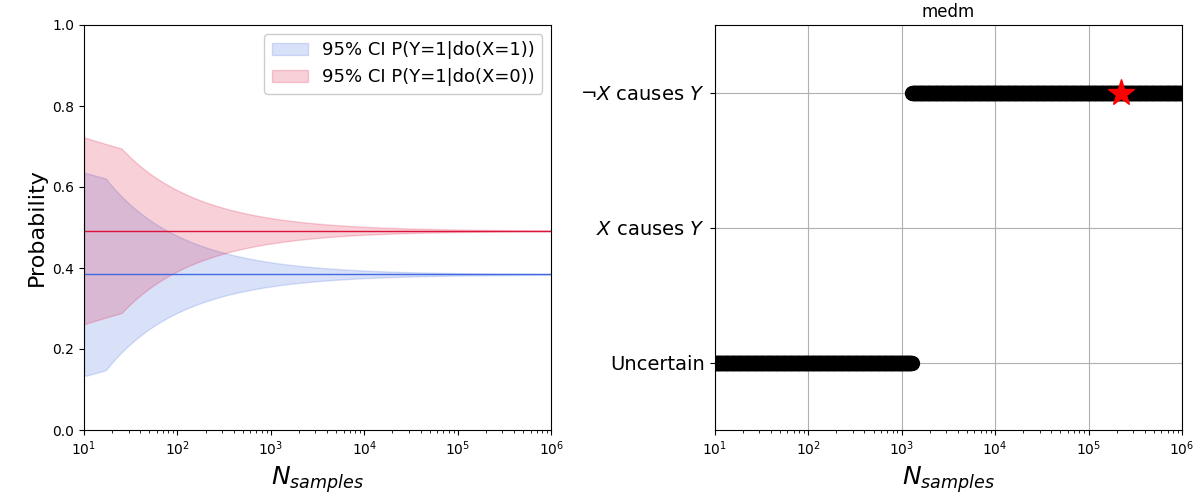 1.0
0.8
0.6
0.4
0.2
0.0
Probability
95% CI P(Y=1|do(X=1))
95% CI P(Y=1|do(X=0))
10¹ 10² 10³ 10⁴ 10⁵ 10⁶
N_samples
medm
¬X causes Y
X causes Y
Uncertain
10¹ 10² 10³ 10⁴ 10⁵ 10⁶
N_samples